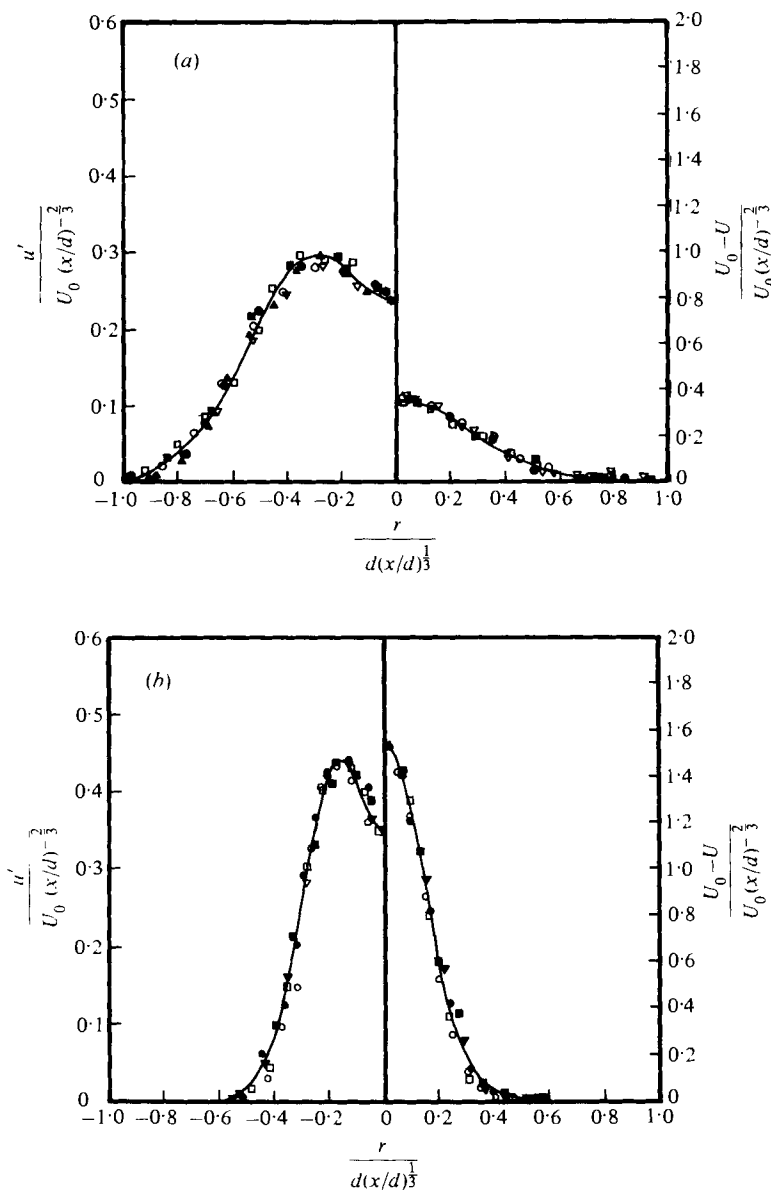 (a)
0·6
0·5
0·4
0·3
0·2
0·1
0
u′
U₀ (x/d)^{-2/3}
2·0
1·8
1·6
1·4
1·2
1·0
0·8
0·6
0·4
0·2
0
U₀−U
U₀(x/d)^{-2/3}
−1·0 −0·8 −0·6 −0·4 −0·2 0 0·2 0·4 0·6 0·8 1·0
r
d(x/d)^{1/3}
(b)
0·6
0·5
0·4
0·3
0·2
0·1
0
u′
U₀ (x/d)^{-2/3}
2·0
1·8
1·6
1·4
1·2
1·0
0·8
0·6
0·4
0·2
0
U₀−U
U₀(x/d)^{-2/3}
−1·0 −0·8 −0·6 −0·4 −0·2 0 0·2 0·4 0·6 0·8 1·0
r
d(x/d)^{1/3}